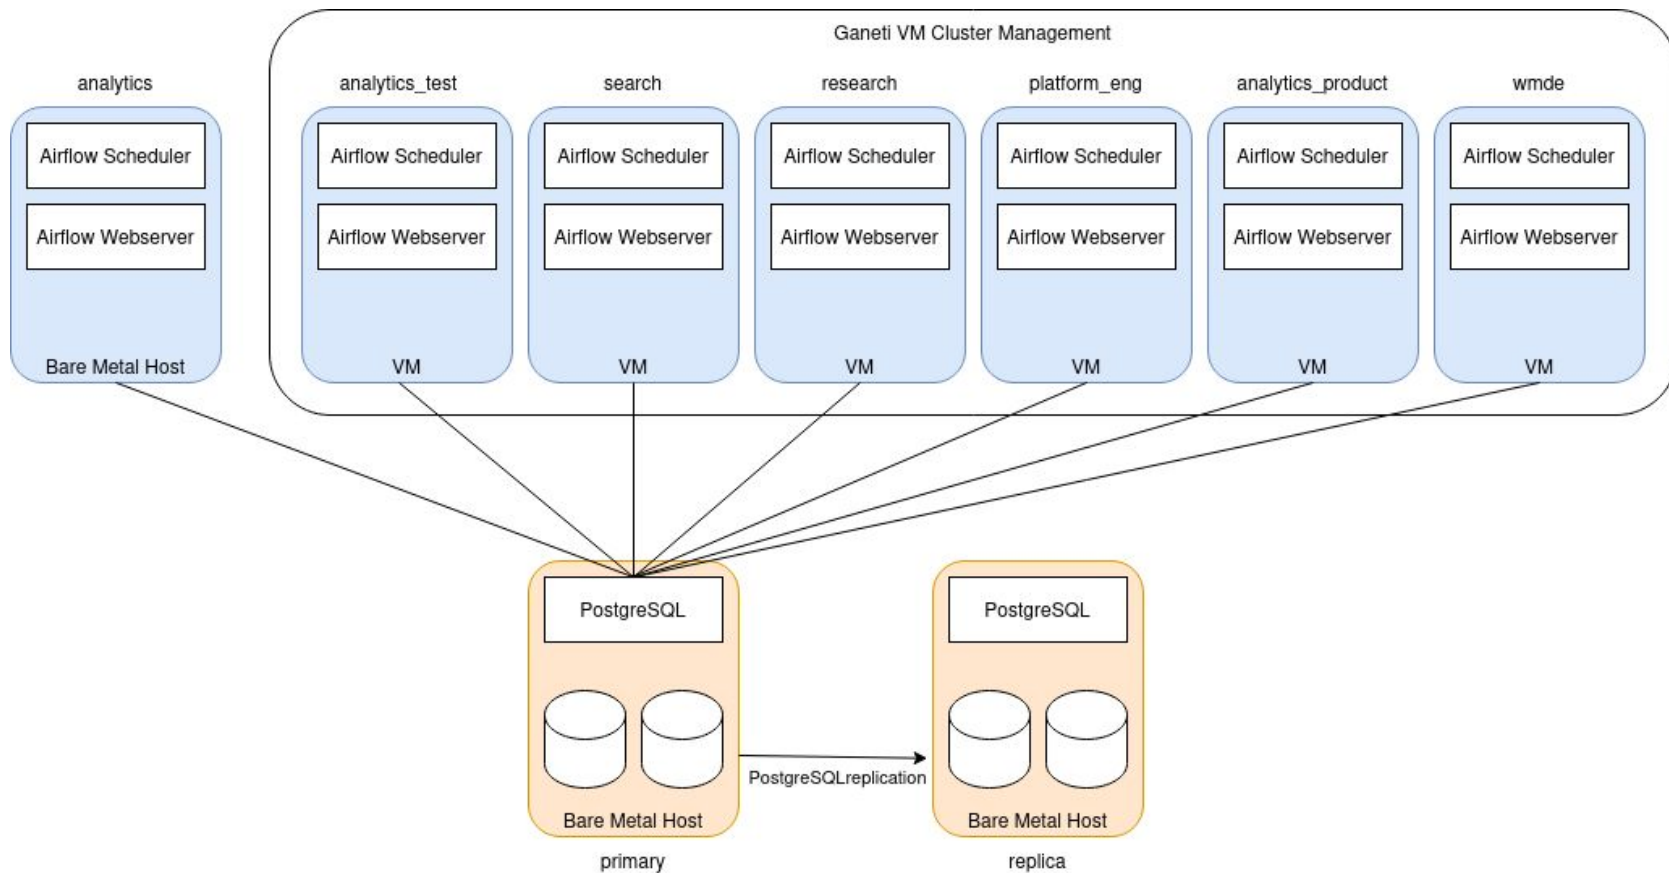 Ganeti VM Cluster Management
analytics
analytics_test
search
research
platform_eng
analytics_product
wmde
Airflow Scheduler
Airflow Scheduler
Airflow Scheduler
Airflow Scheduler
Airflow Scheduler
Airflow Scheduler
Airflow Scheduler
Airflow Webserver
Airflow Webserver
Airflow Webserver
Airflow Webserver
Airflow Webserver
Airflow Webserver
Airflow Webserver
Bare Metal Host
VM
VM
VM
VM
VM
VM
PostgreSQL
PostgreSQL
PostgreSQLreplication
Bare Metal Host
Bare Metal Host
primary
replica